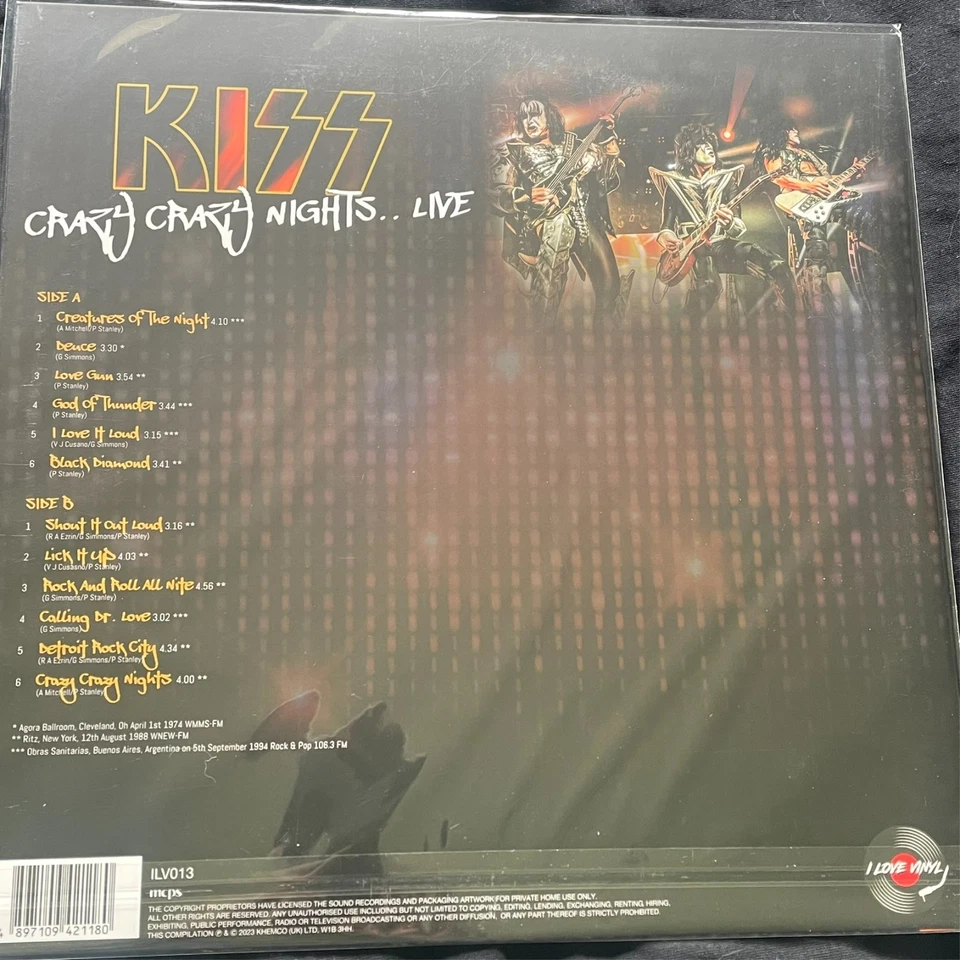 KISS
CRAZY CRAZY NIGHTS.. LIVE
SIDE A
1 Creatures Of The Night 4.10 ***
(A Mitchell/P Stanley)
2 Deuce 3.30 *
(G Simmons)
3 Love Gun 3.54 **
(P Stanley)
4 God Of Thunder 3.44 ***
(P Stanley)
5 I Love It Loud 3.15 ***
(V J Cusano/G Simmons)
6 Black Diamond 3.41 **
(P Stanley)
SIDE B
1 Shout It Out Loud 3.16 **
(R A Ezrin/G Simmons/P Stanley)
2 Lick It Up 4.03 **
(V J Cusano/P Stanley)
3 Rock And Roll All Nite 4.56 **
(G Simmons/P Stanley)
4 Calling Dr. Love 3.02 ***
(G Simmons)
5 Detroit Rock City 4.34 **
(R A Ezrin/G Simmons/P Stanley)
6 Crazy Crazy Nights 4.00 **
(A Mitchell/P Stanley)
* Agora Ballroom, Cleveland, Oh April 1st 1974 WMMS-FM
** Ritz, New York, 12th August 1988 WNEW-FM
*** Obras Sanitarias, Buenos Aires, Argentina on 5th September 1994 Rock & Pop 106.3 FM
ILV013
mcps
THE COPYRIGHT PROPRIETORS HAVE LICENSED THE SOUND RECORDINGS AND PACKAGING ARTWORK FOR PRIVATE HOME USE ONLY.
ALL OTHER RIGHTS ARE RESERVED. ANY UNAUTHORISED USE INCLUDING BUT NOT LIMITED TO COPYING, EDITING, LENDING, EXCHANGING, RENTING, HIRING,
EXHIBITING, PUBLIC PERFORMANCE, RADIO OR TELEVISION BROADCASTING OR ANY OTHER DIFFUSION, OR ANY PART THEREOF IS STRICTLY PROHIBITED.
THIS COMPILATION ℗ & © 2023 KHEMCO (UK) LTD, W1B 3HH.
897109 421180
I LOVE VINYL